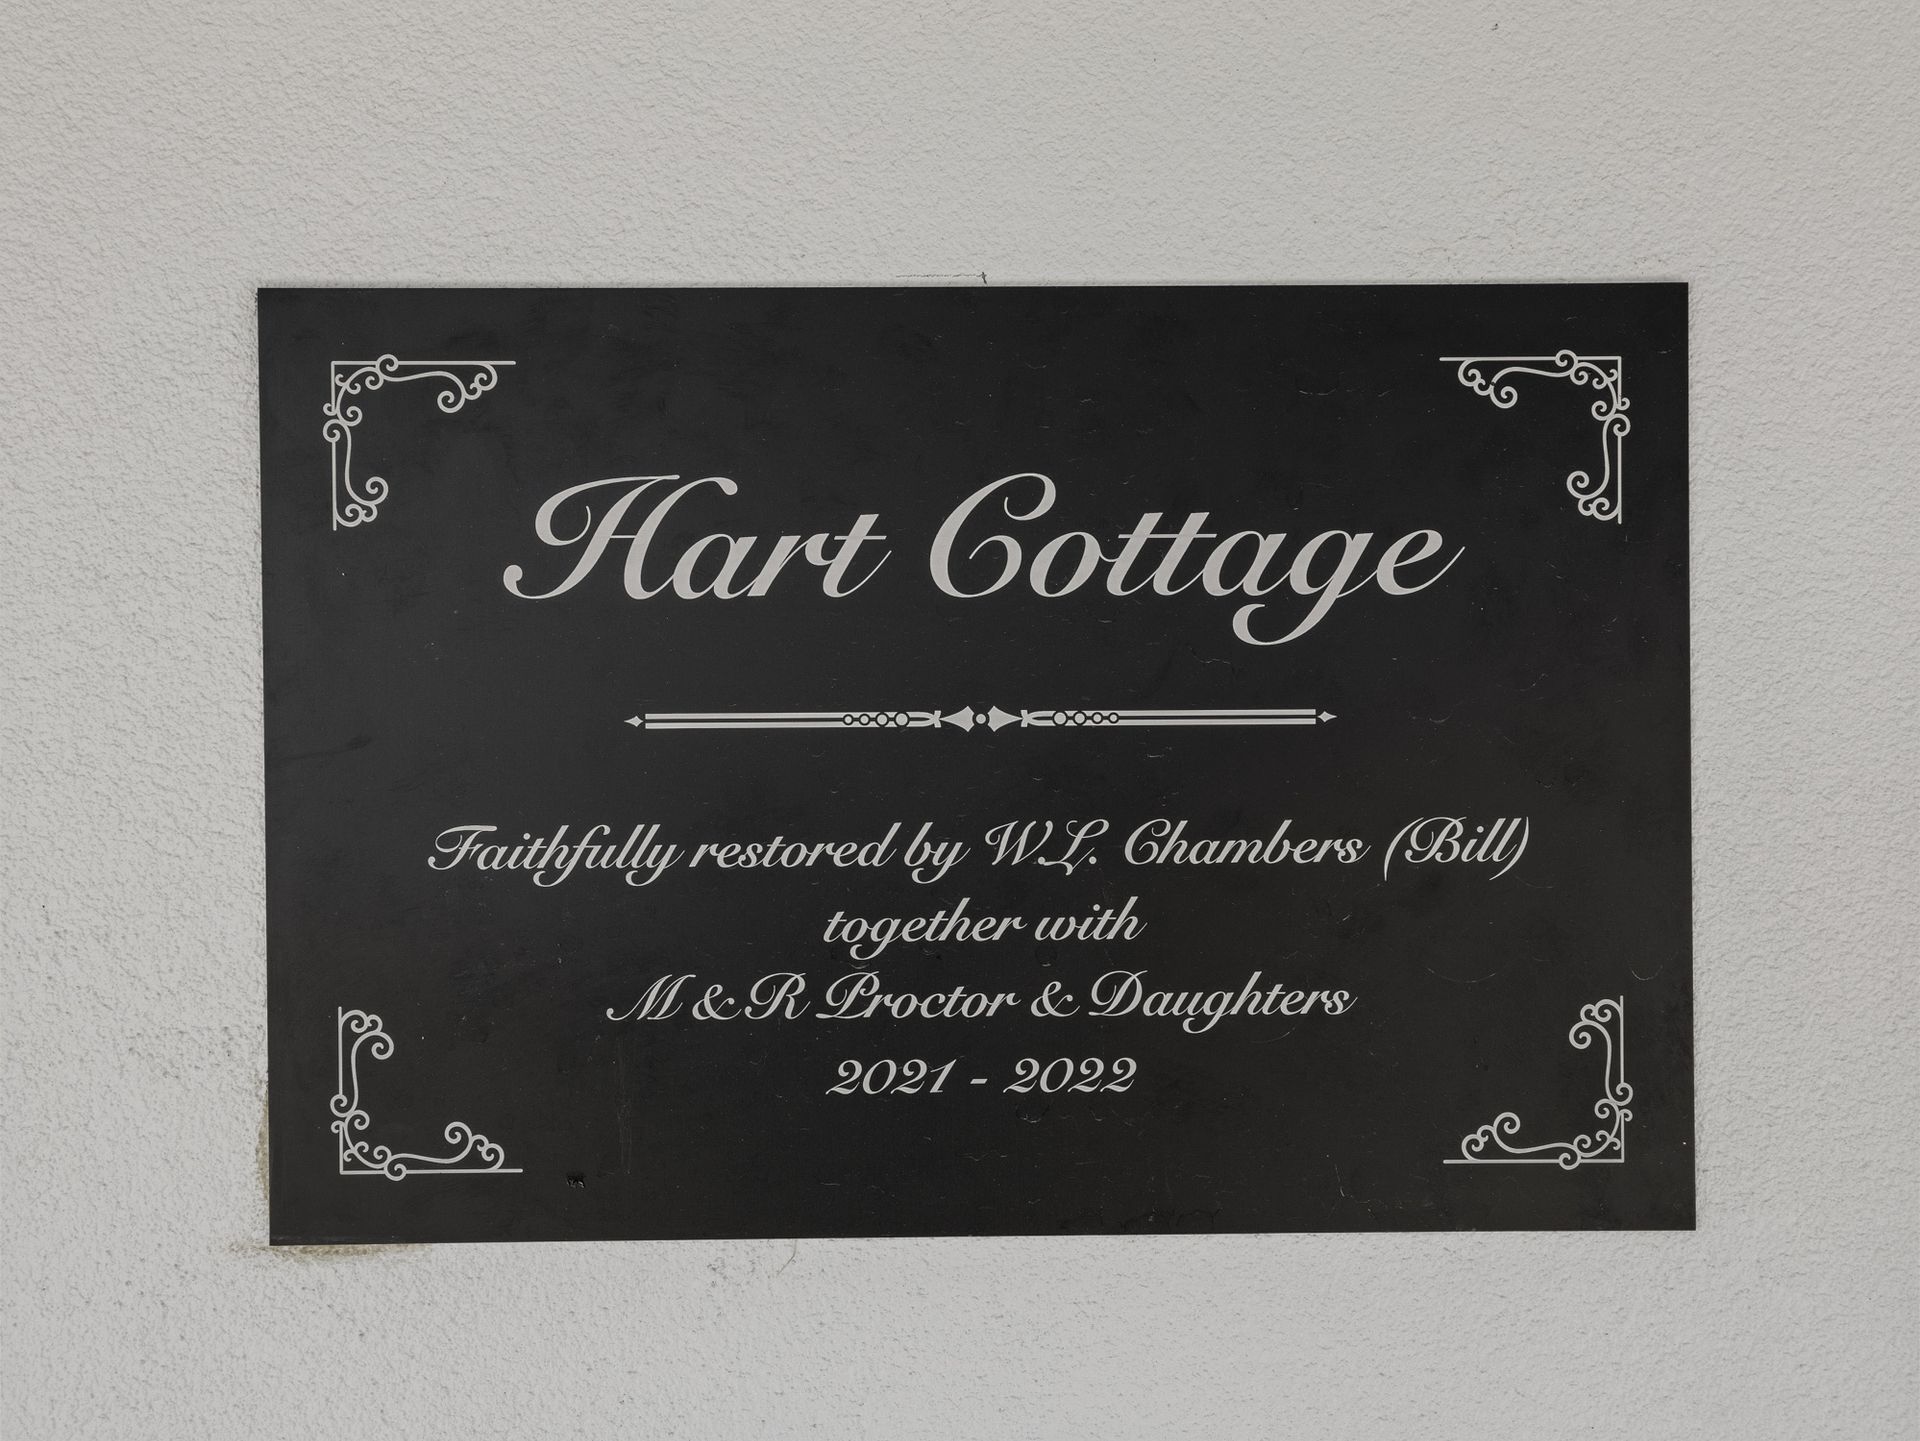 Hart Cottage
Faithfully restored by W.L. Chambers (Bill)
together with
M & R Proctor & Daughters
2021 - 2022